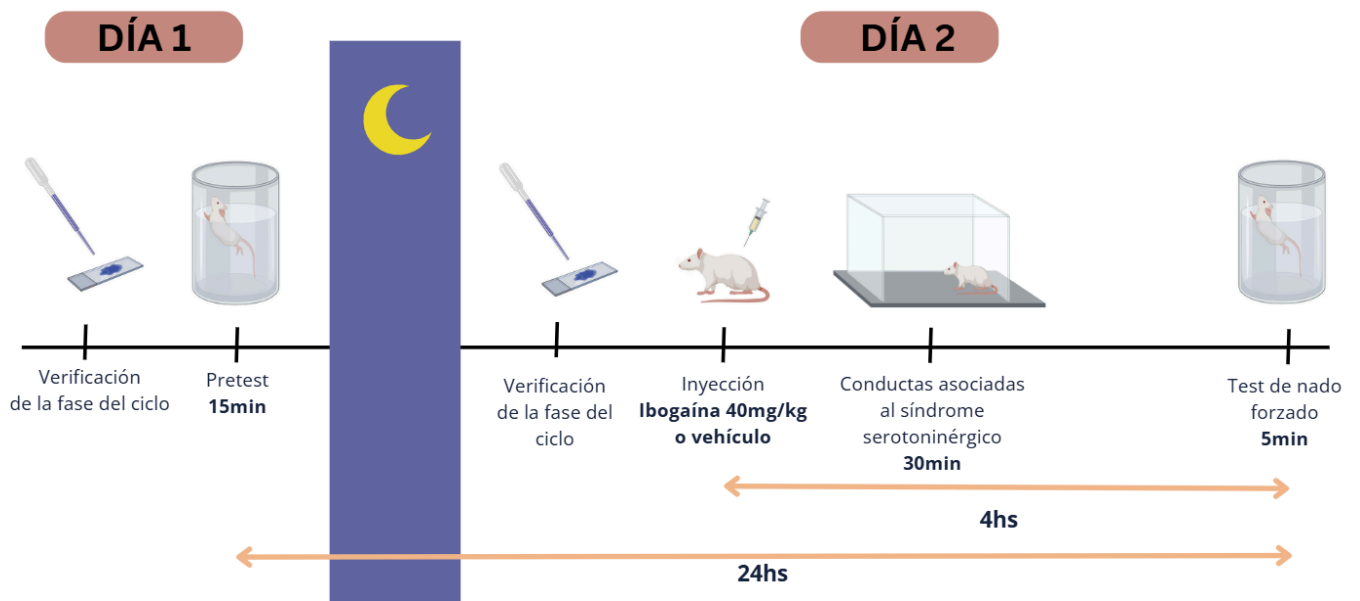 DÍA 1
DÍA 2
Verificación
de la fase del ciclo
Pretest
15min
Verificación
de la fase del
ciclo
Inyección
Ibogaína 40mg/kg
o vehículo
Conductas asociadas
al síndrome
serotoninérgico
30min
Test de nado
forzado
5min
4hs
24hs